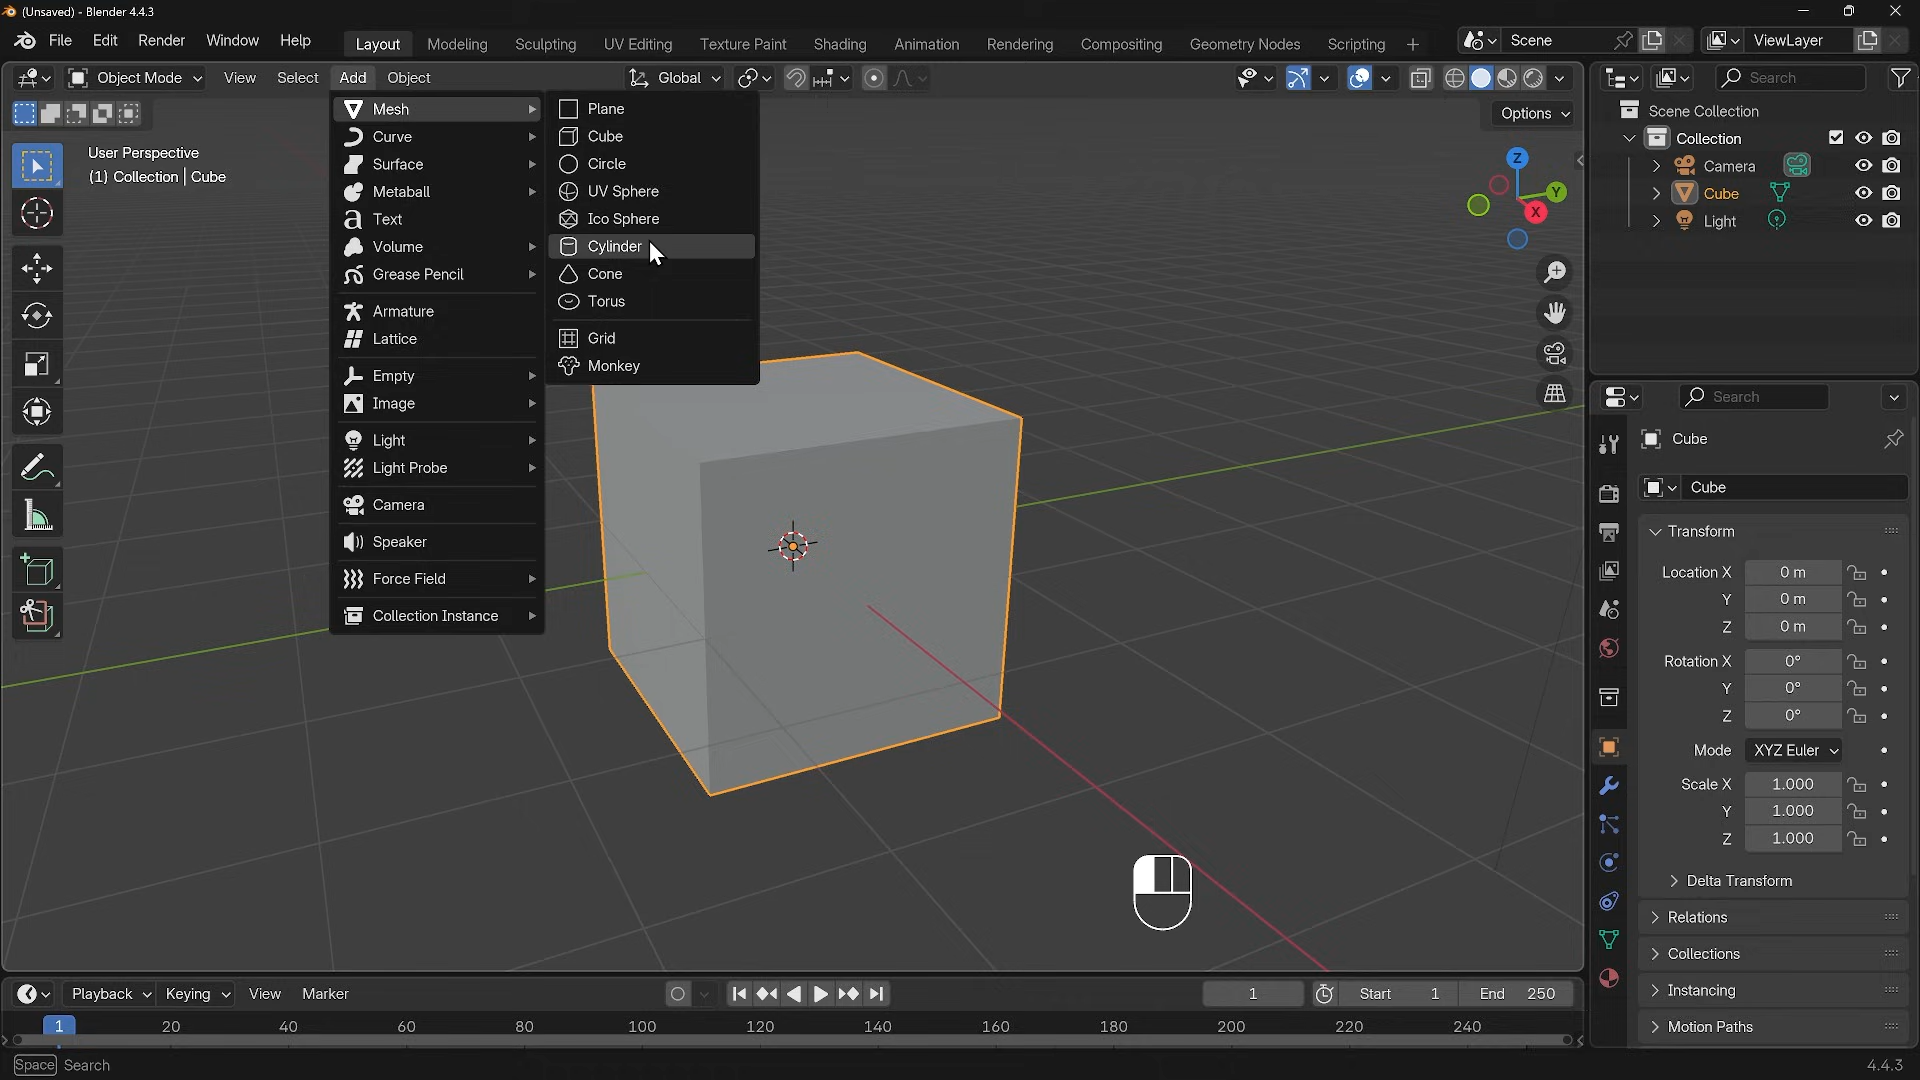 (Unsaved) - Blender 4.4.3
File Edit Render Window Help
Layout Modeling Sculpting UV Editing Texture Paint Shading Animation Rendering Compositing Geometry Nodes Scripting +
Scene
ViewLayer
Object Mode View Select Add Object
Global
Search
Options
User Perspective
(1) Collection | Cube
Mesh
Curve
Surface
Metaball
Text
Volume
Grease Pencil
Armature
Lattice
Empty
Image
Light
Light Probe
Camera
Speaker
Force Field
Collection Instance
Plane
Cube
Circle
UV Sphere
Ico Sphere
Cylinder
Cone
Torus
Grid
Monkey
Z
Y
X
Scene Collection
Collection
Camera
Cube
Light
Search
Cube
Cube
Transform
Location X 0 m
Y 0 m
Z 0 m
Rotation X 0°
Y 0°
Z 0°
Mode XYZ Euler
Scale X 1.000
Y 1.000
Z 1.000
Delta Transform
Relations
Collections
Instancing
Motion Paths
Playback Keying View Marker
1 Start 1 End 250
1 20 40 60 80 100 120 140 160 180 200 220 240
Space Search
4.4.3